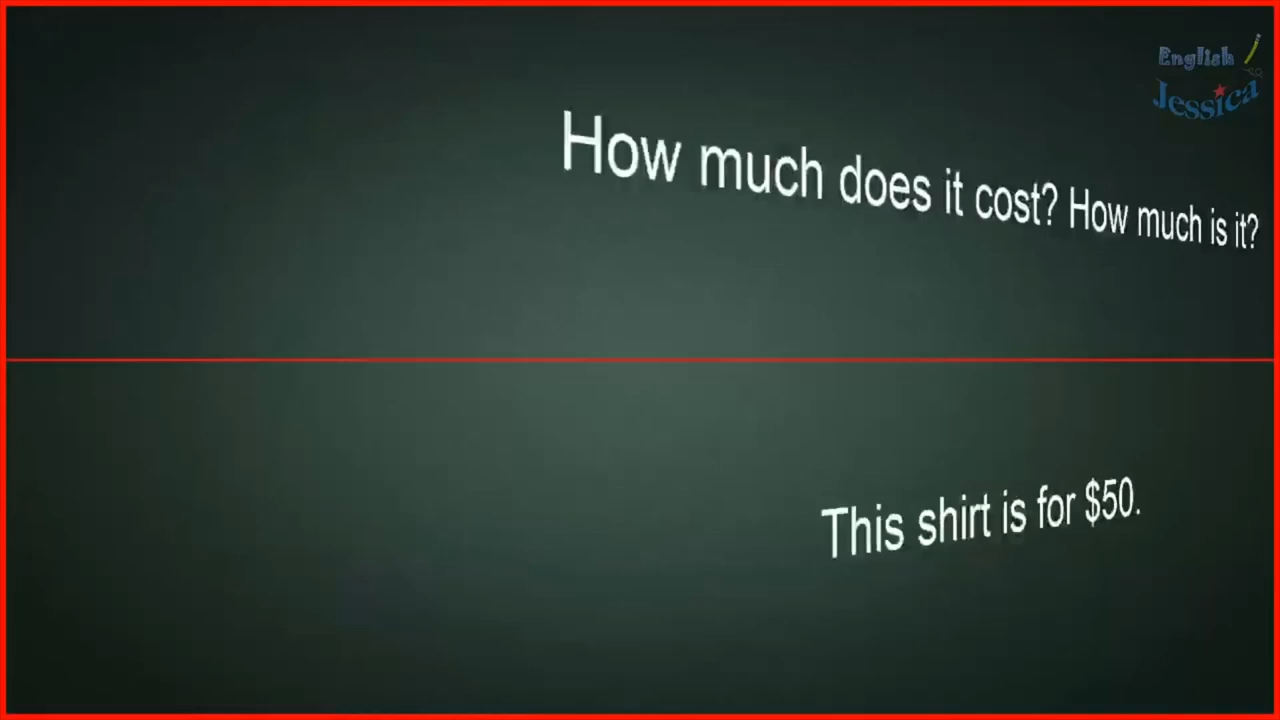 English
Jessica
How much does it cost? How much is it?
This shirt is for $50.